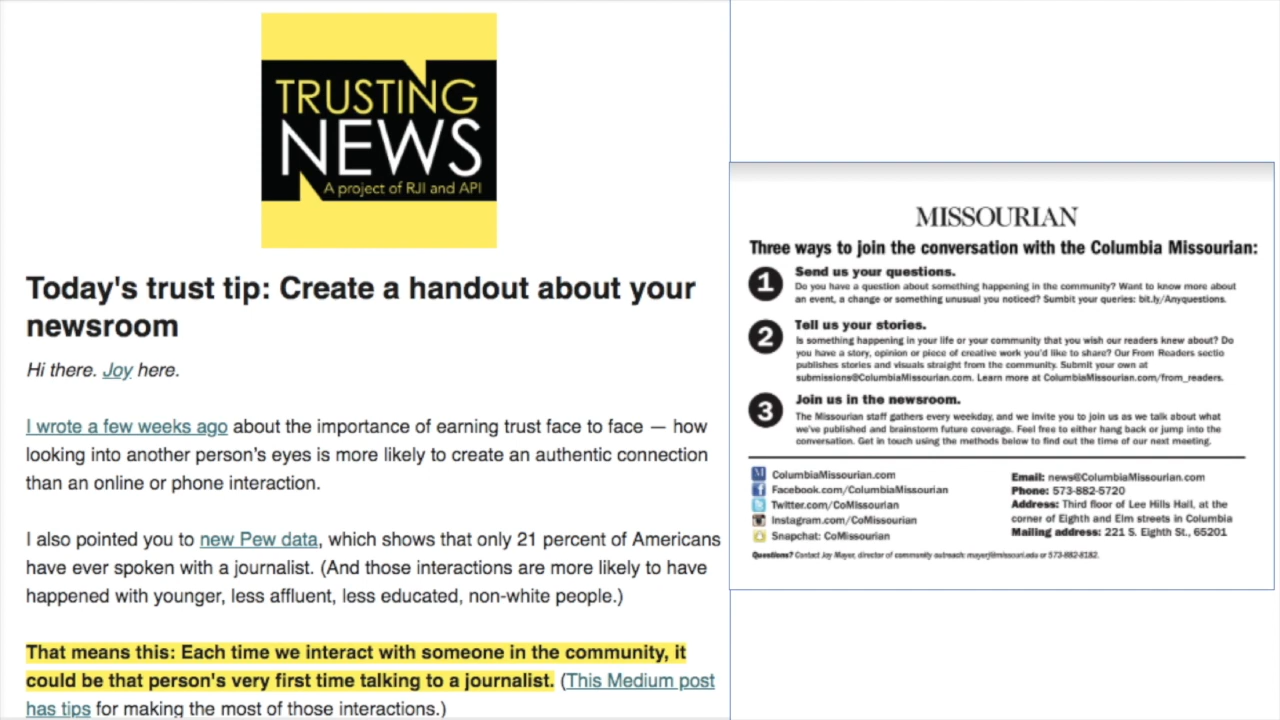 TRUSTING
NEWS
A project of RJI and API
Today's trust tip: Create a handout about your
newsroom
Hi there. Joy here.
I wrote a few weeks ago about the importance of earning trust face to face — how
looking into another person's eyes is more likely to create an authentic connection
than an online or phone interaction.
I also pointed you to new Pew data, which shows that only 21 percent of Americans
have ever spoken with a journalist. (And those interactions are more likely to have
happened with younger, less affluent, less educated, non-white people.)
That means this: Each time we interact with someone in the community, it
could be that person's very first time talking to a journalist. (This Medium post
has tips for making the most of those interactions.)
MISSOURIAN
Three ways to join the conversation with the Columbia Missourian:
1 Send us your questions.
Do you have a question about something happening in the community? Want to know more about
an event, a change or something unusual you noticed? Sumbit your queries: bit.ly/Anyquestions.
2 Tell us your stories.
Is something happening in your life or your community that you wish our readers knew about? Do
you have a story, opinion or piece of creative work you'd like to share? Our From Readers sectio
publishes stories and visuals straight from the community. Submit your own at
submissions@ColumbiaMissourian.com. Learn more at ColumbiaMissourian.com/from_readers.
3 Join us in the newsroom.
The Missourian staff gathers every weekday, and we invite you to join us as we talk about what
we've published and brainstorm future coverage. Feel free to either hang back or jump into the
conversation. Get in touch using the methods below to find out the time of our next meeting.
M ColumbiaMissourian.com
Facebook.com/ColumbiaMissourian
Twitter.com/CoMissourian
Instagram.com/CoMissourian
Snapchat: CoMissourian
Email: news@ColumbiaMissourian.com
Phone: 573-882-5720
Address: Third floor of Lee Hills Hall, at the
corner of Eighth and Elm streets in Columbia
Mailing address: 221 S. Eighth St., 65201
Questions? Contact Joy Mayer, director of community outreach: mayerj@missouri.edu or 573-882-8182.